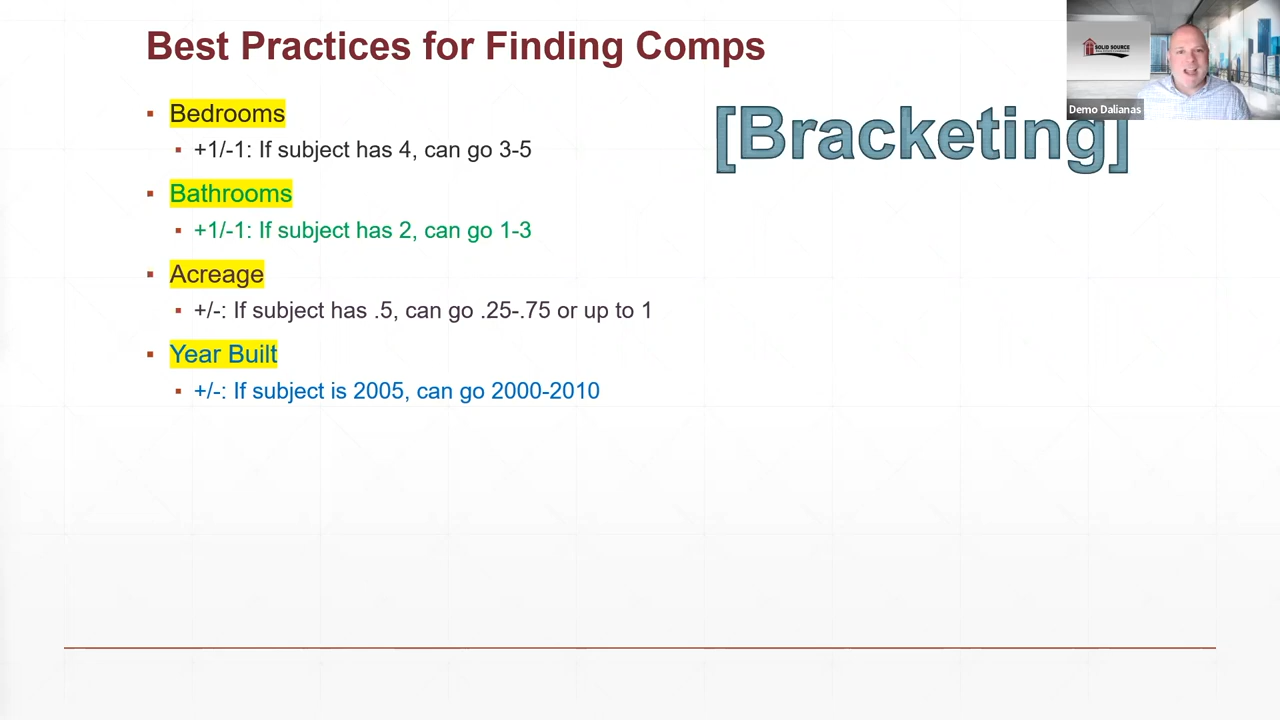 Best Practices for Finding Comps
Bedrooms
+1/-1: If subject has 4, can go 3-5
Bathrooms
+1/-1: If subject has 2, can go 1-3
Acreage
+/-: If subject has .5, can go .25-.75 or up to 1
Year Built
+/-: If subject is 2005, can go 2000-2010
[Bracketing]
SOLID SOURCE
Demo Dalianas